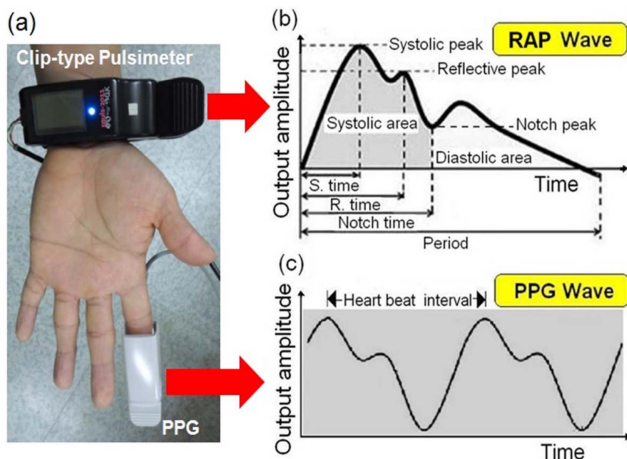 (a)
Clip-type Pulsimeter
PPG
(b)
RAP Wave
Output amplitude
Systolic peak
Reflective peak
Notch peak
Systolic area
Diastolic area
S. time
Time
R. time
Notch time
Period
(c)
PPG Wave
Output amplitude
Heart beat interval
Time